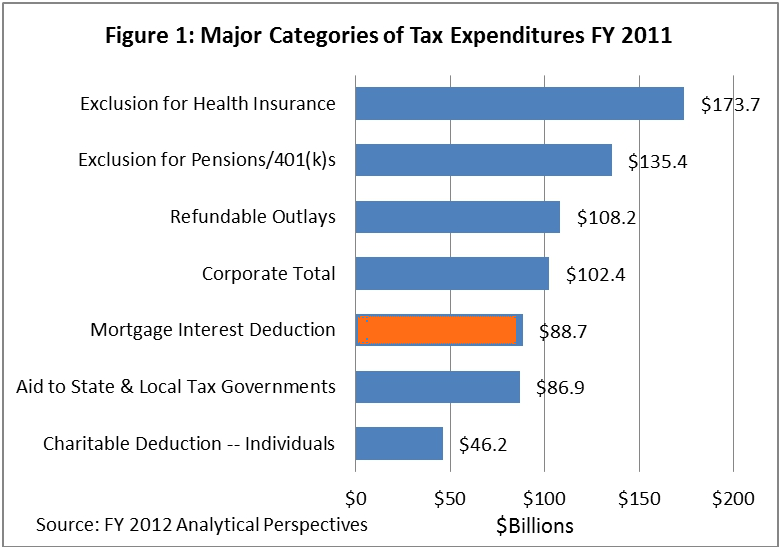 Figure 1: Major Categories of Tax Expenditures FY 2011
Exclusion for Health Insurance $173.7
Exclusion for Pensions/401(k)s $135.4
Refundable Outlays $108.2
Corporate Total $102.4
Mortgage Interest Deduction $88.7
Aid to State & Local Tax Governments $86.9
Charitable Deduction -- Individuals $46.2
$0 $50 $100 $150 $200
Source: FY 2012 Analytical Perspectives $Billions